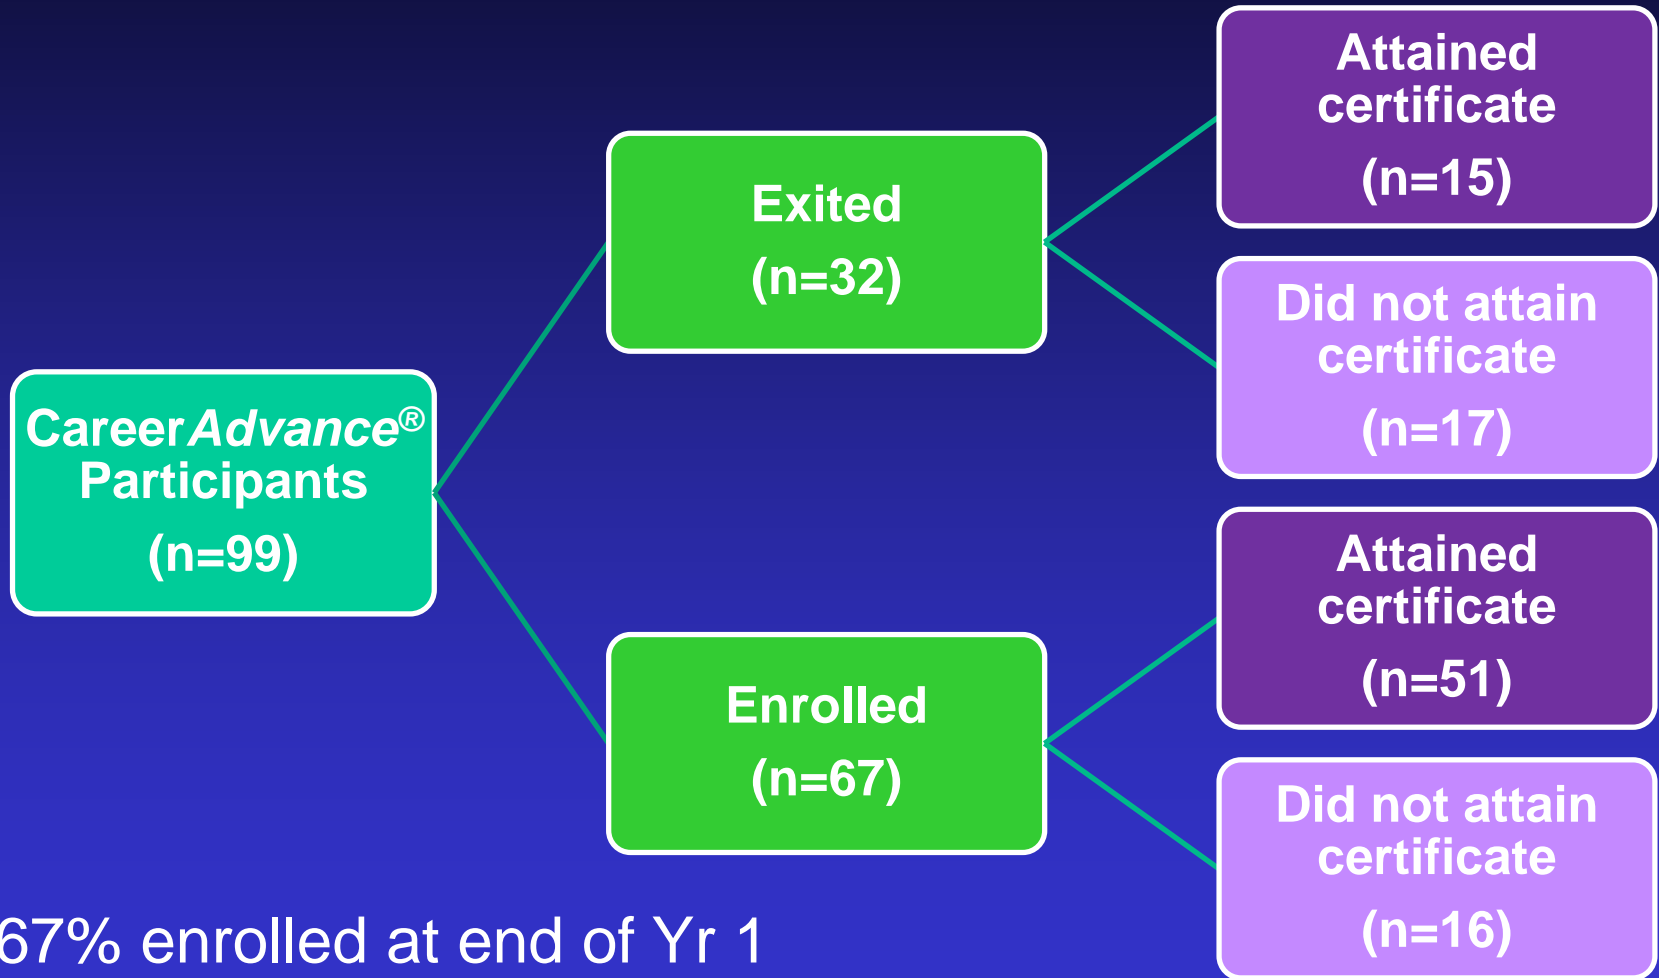 Attained
certificate
(n=15)
Exited
(n=32)
Did not attain
certificate
(n=17)
CareerAdvance®
Participants
(n=99)
Attained
certificate
(n=51)
Enrolled
(n=67)
Did not attain
certificate
(n=16)
67% enrolled at end of Yr 1